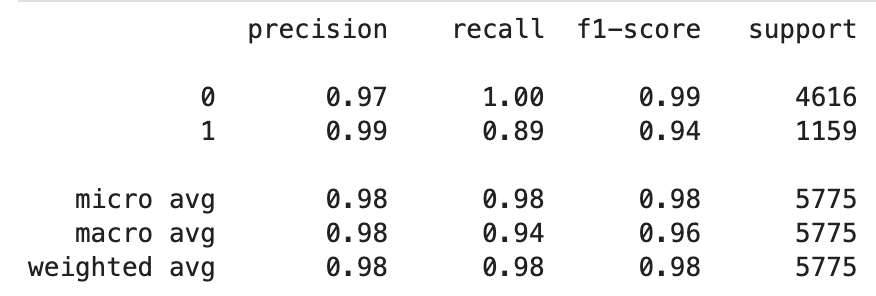 precision recall f1-score support
0 0.97 1.00 0.99 4616
1 0.99 0.89 0.94 1159
micro avg 0.98 0.98 0.98 5775
macro avg 0.98 0.94 0.96 5775
weighted avg 0.98 0.98 0.98 5775